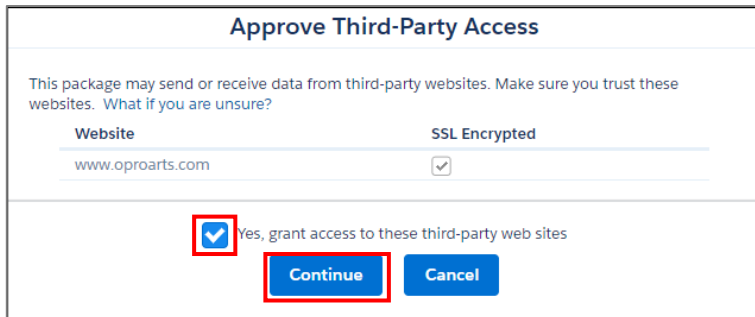 Approve Third-Party Access
This package may send or receive data from third-party websites. Make sure you trust these
websites. What if you are unsure?
Website SSL Encrypted
www.oproarts.com
Yes, grant access to these third-party web sites
Continue Cancel